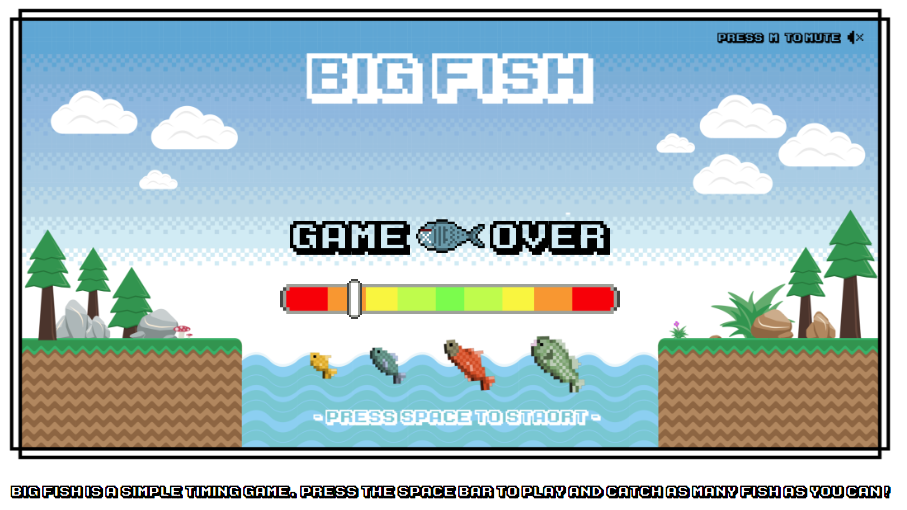 PRESS M TO MUTE
BIG FISH
GAME OVER
- PRESS SPACE TO STAORT -
BIG FISH IS A SIMPLE TIMING GAME. PRESS THE SPACE BAR TO PLAY AND CATCH AS MANY FISH AS YOU CAN!